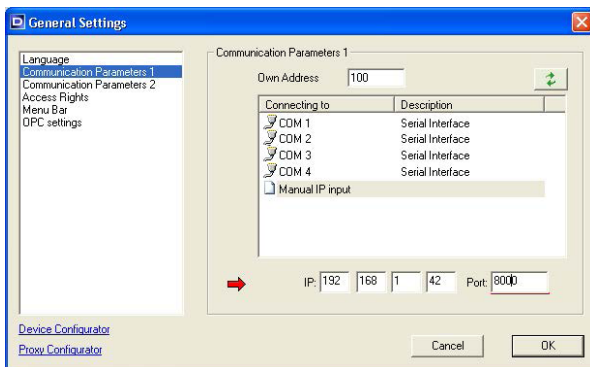 General Settings
Language
Communication Parameters 1
Communication Parameters 2
Access Rights
Menu Bar
OPC settings
Communication Parameters 1
Own Address 100
Connecting to Description
COM 1 Serial Interface
COM 2 Serial Interface
COM 3 Serial Interface
COM 4 Serial Interface
Manual IP input
IP: 192 168 1 42 Port: 8000
Device Configurator
Proxy Configurator
Cancel OK